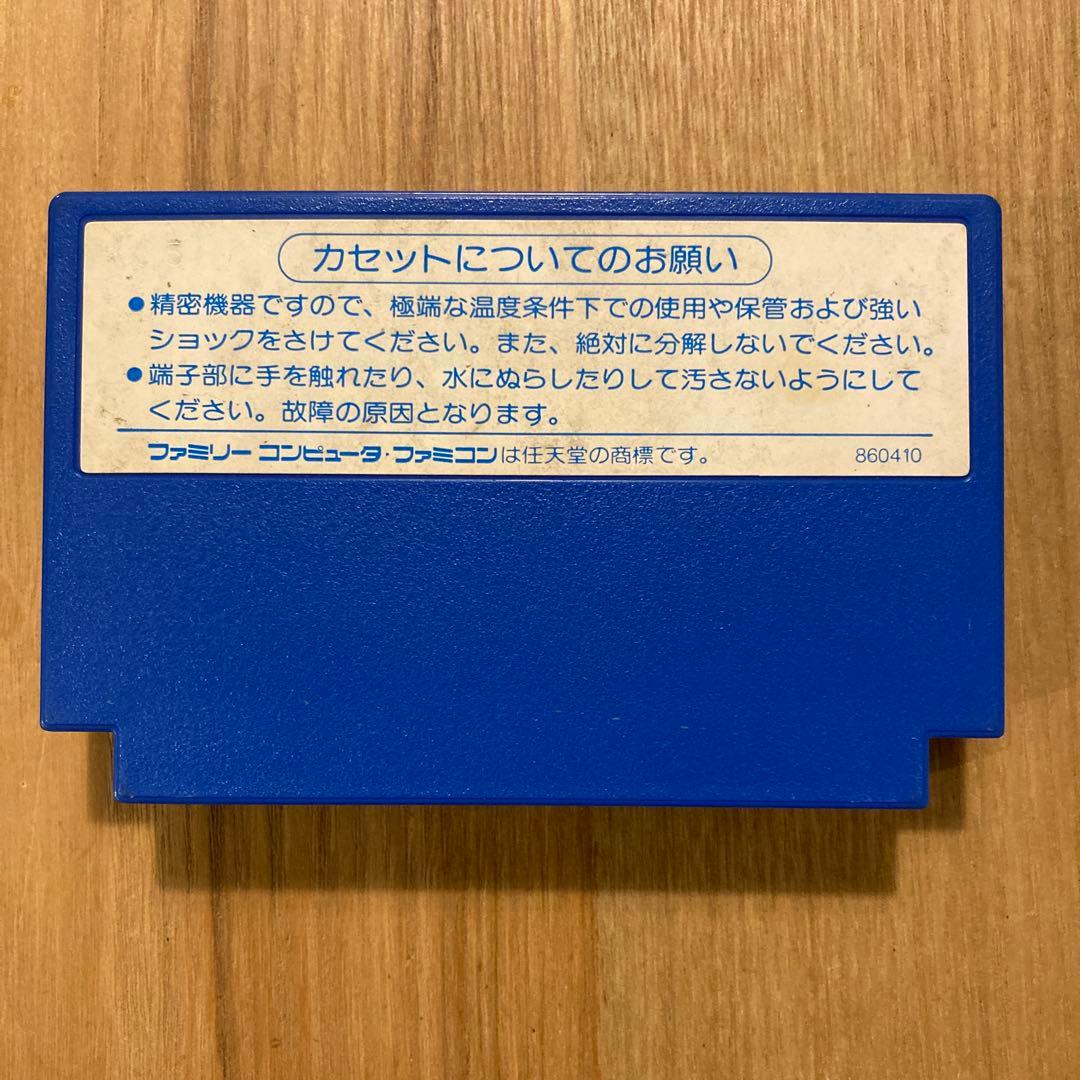 カセットについてのお願い
●精密機器ですので、極端な温度条件下での使用や保管および強い
ショックをさけてください。また、絶対に分解しないでください。
●端子部に手を触れたり、水にぬらしたりして汚さないようにして
ください。故障の原因となります。
ファミリー コンピュータ・ファミコンは任天堂の商標です。 860410